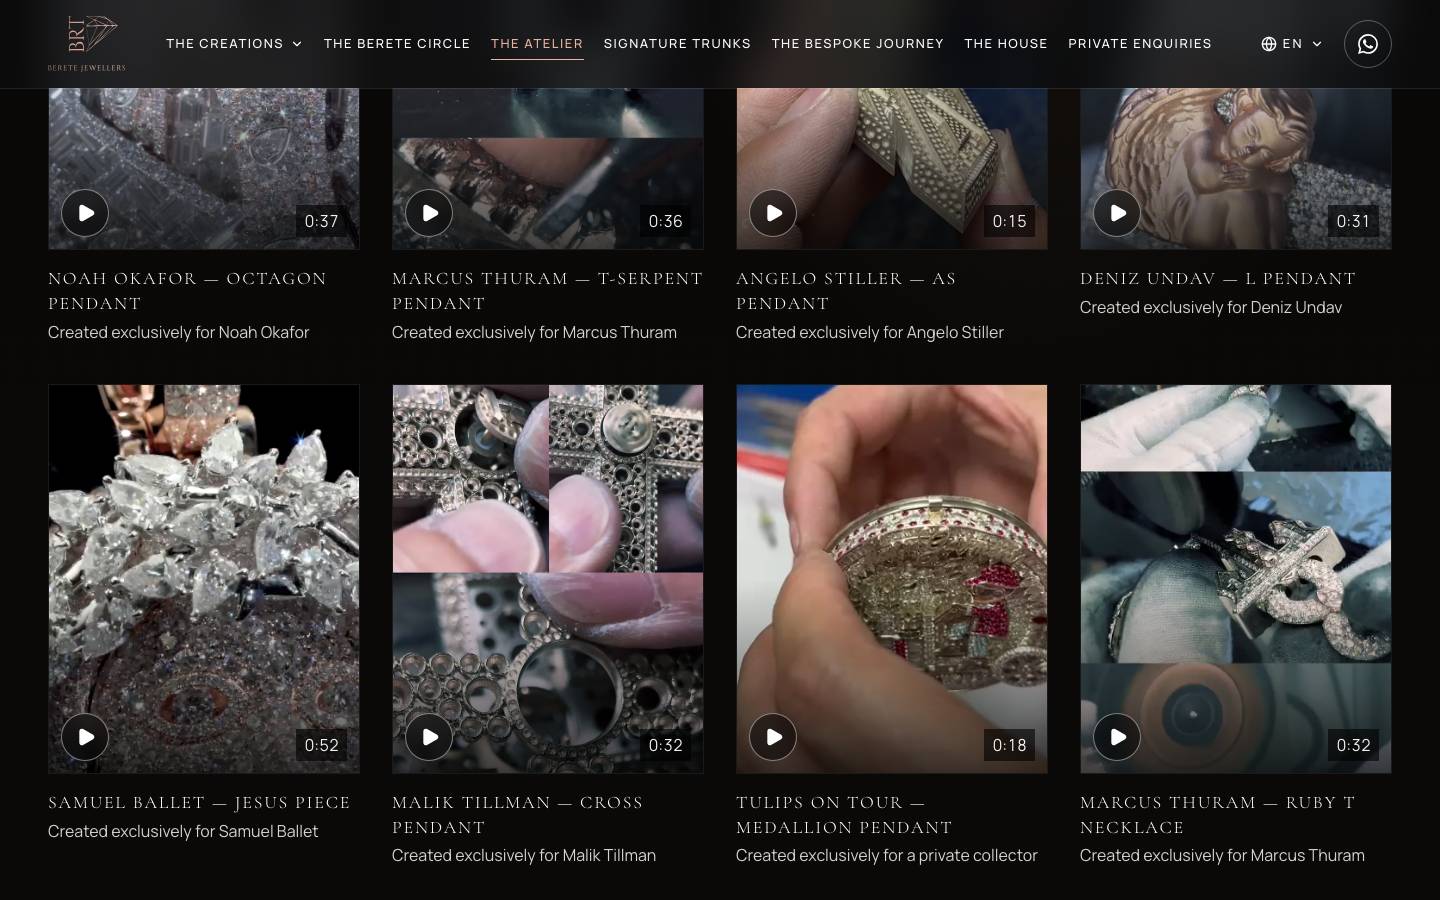 BRT
BERETE JEWELLERS
THE CREATIONS
THE BERETE CIRCLE
THE ATELIER
SIGNATURE TRUNKS
THE BESPOKE JOURNEY
THE HOUSE
PRIVATE ENQUIRIES
EN
0:37
0:36
0:15
0:31
NOAH OKAFOR — OCTAGON
PENDANT
Created exclusively for Noah Okafor
MARCUS THURAM — T-SERPENT
PENDANT
Created exclusively for Marcus Thuram
ANGELO STILLER — AS
PENDANT
Created exclusively for Angelo Stiller
DENIZ UNDAV — L PENDANT
Created exclusively for Deniz Undav
0:52
0:32
0:18
0:32
SAMUEL BALLET — JESUS PIECE
Created exclusively for Samuel Ballet
MALIK TILLMAN — CROSS
PENDANT
Created exclusively for Malik Tillman
TULIPS ON TOUR —
MEDALLION PENDANT
Created exclusively for a private collector
MARCUS THURAM — RUBY T
NECKLACE
Created exclusively for Marcus Thuram